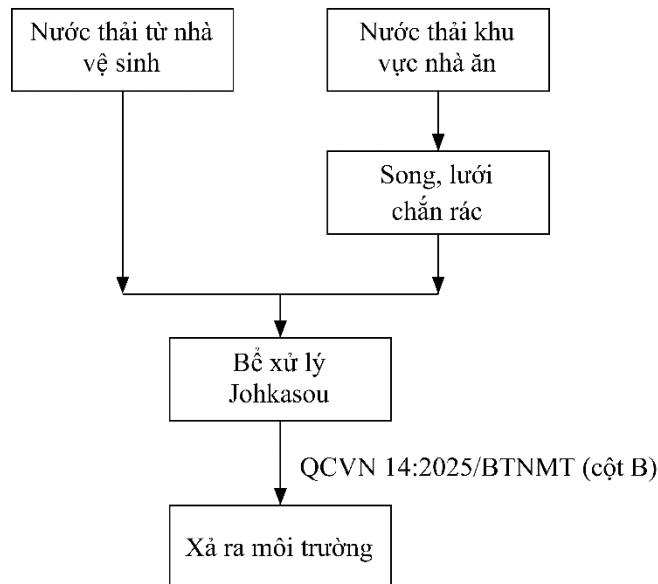 Nước thải từ nhà
vệ sinh
Nước thải khu
vực nhà ăn
Song, lưới
chắn rác
Bể xử lý
Johkasou
QCVN 14:2025/BTNMT (cột B)
Xả ra môi trường